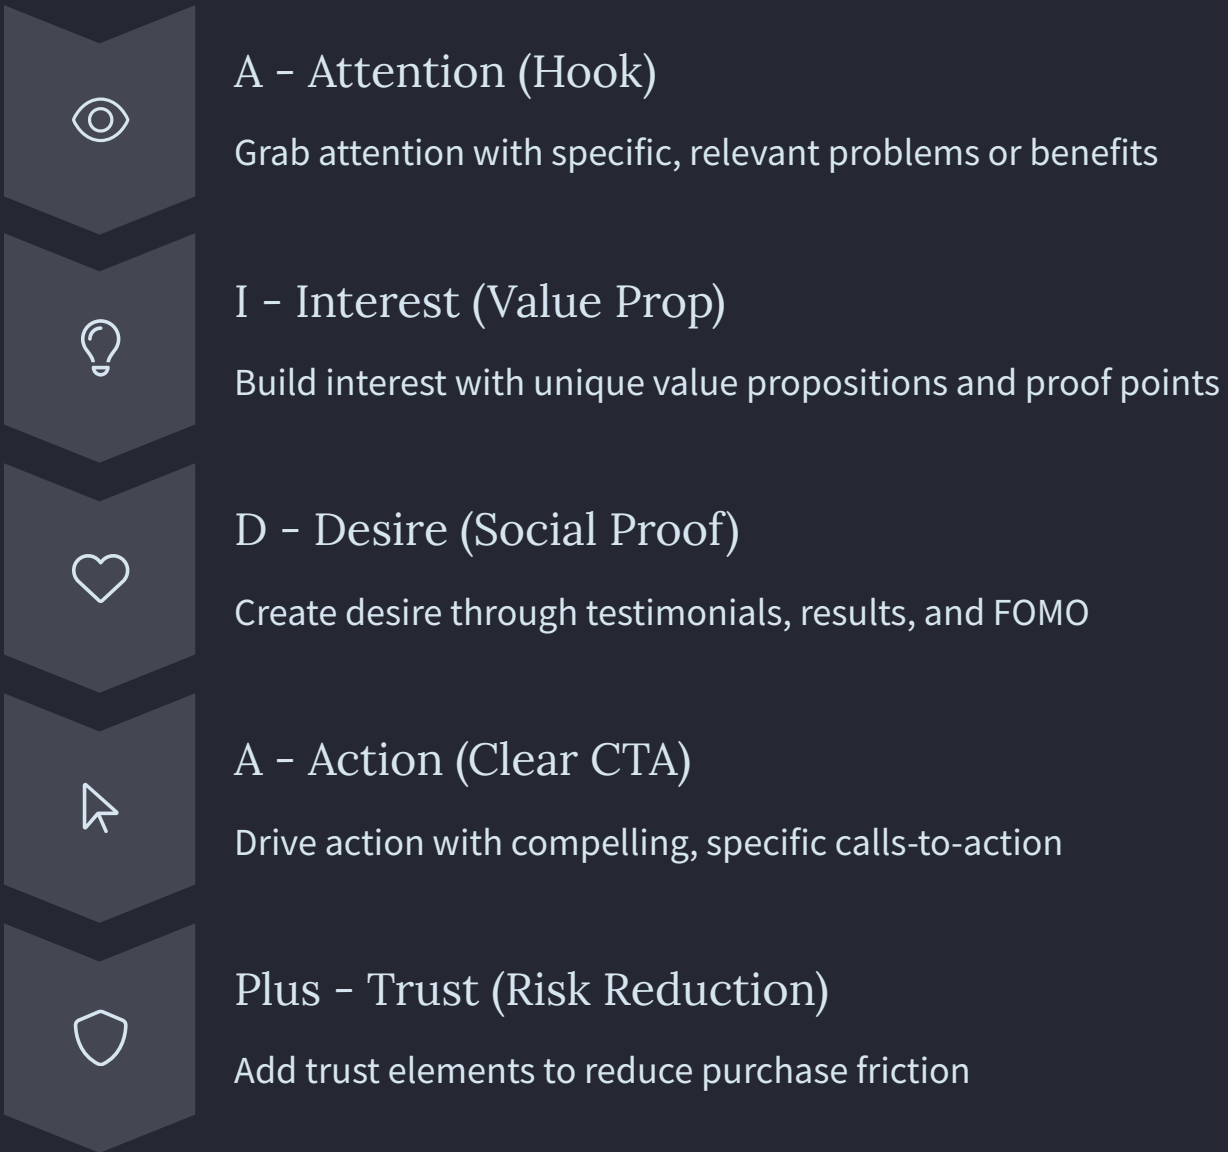 A - Attention (Hook)
Grab attention with specific, relevant problems or benefits
I - Interest (Value Prop)
Build interest with unique value propositions and proof points
D - Desire (Social Proof)
Create desire through testimonials, results, and FOMO
A - Action (Clear CTA)
Drive action with compelling, specific calls-to-action
Plus - Trust (Risk Reduction)
Add trust elements to reduce purchase friction